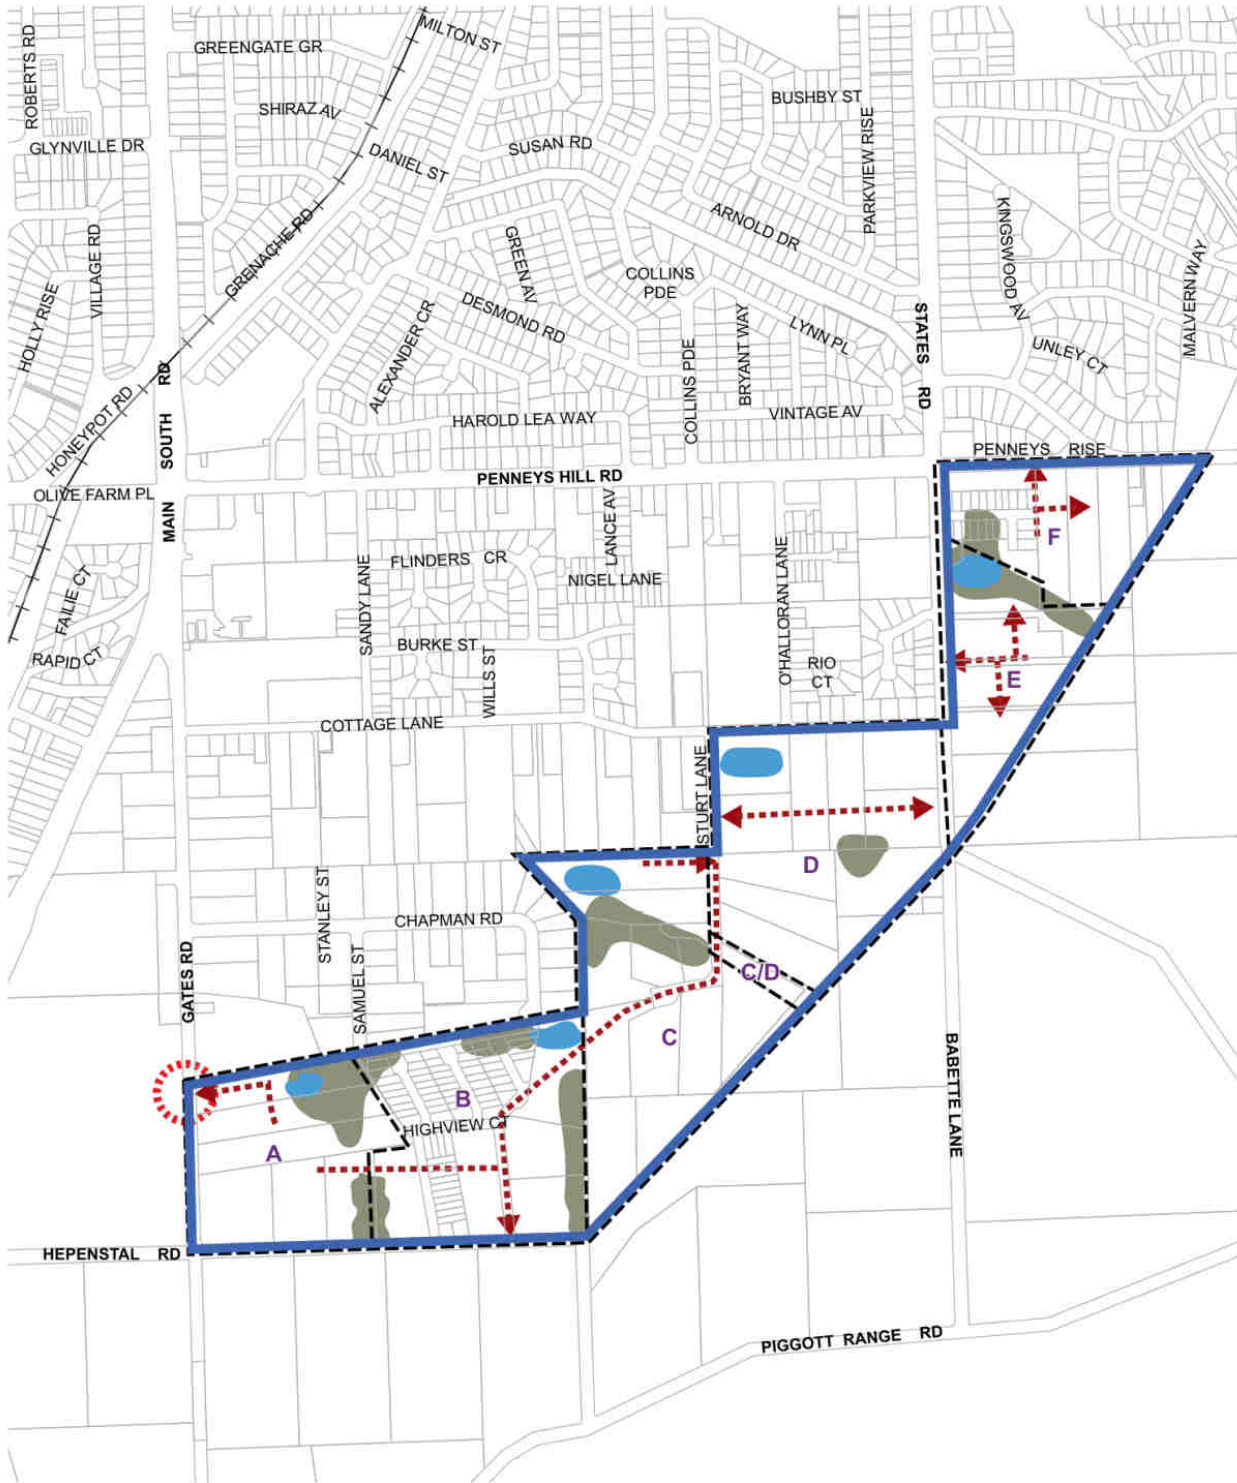 ROBERTS RD
GREENGATE GR
MILTON ST
SHIRAZ AV
BUSHBY ST
GLYNVILLE DR
DANIEL ST
SUSAN RD
PARKVIEW RISE
VILLAGE RD
GRENACHE RD
GREEN AV
ARNOLD DR
KINGSWOOD AV
MALVERN WAY
HOLLY RISE
ALEXANDER CR
DESMOND RD
COLLINS
PDE
COLLINS PDE
BRYANT WAY
LYNN PL
STATES RD
UNLEY CT
HONEYPOT RD
MAIN SOUTH RD
HAROLD LEA WAY
VINTAGE AV
PENNEYS RISE
OLIVE FARM PL
PENNEYS HILL RD
LANCE AV
F
FAILIE CT
SANDY LANE
FLINDERS CR
NIGEL LANE
O'HALLORAN LANE
RAPID CT
BURKE ST
WILLS ST
RIO
CT
E
COTTAGE LANE
STURT LANE
D
STANLEY ST
CHAPMAN RD
GATES RD
SAMUEL ST
C/D
C
B
HIGHVIEW CT
A
BABETTE LANE
HEPENSTAL RD
PIGGOTT RANGE RD